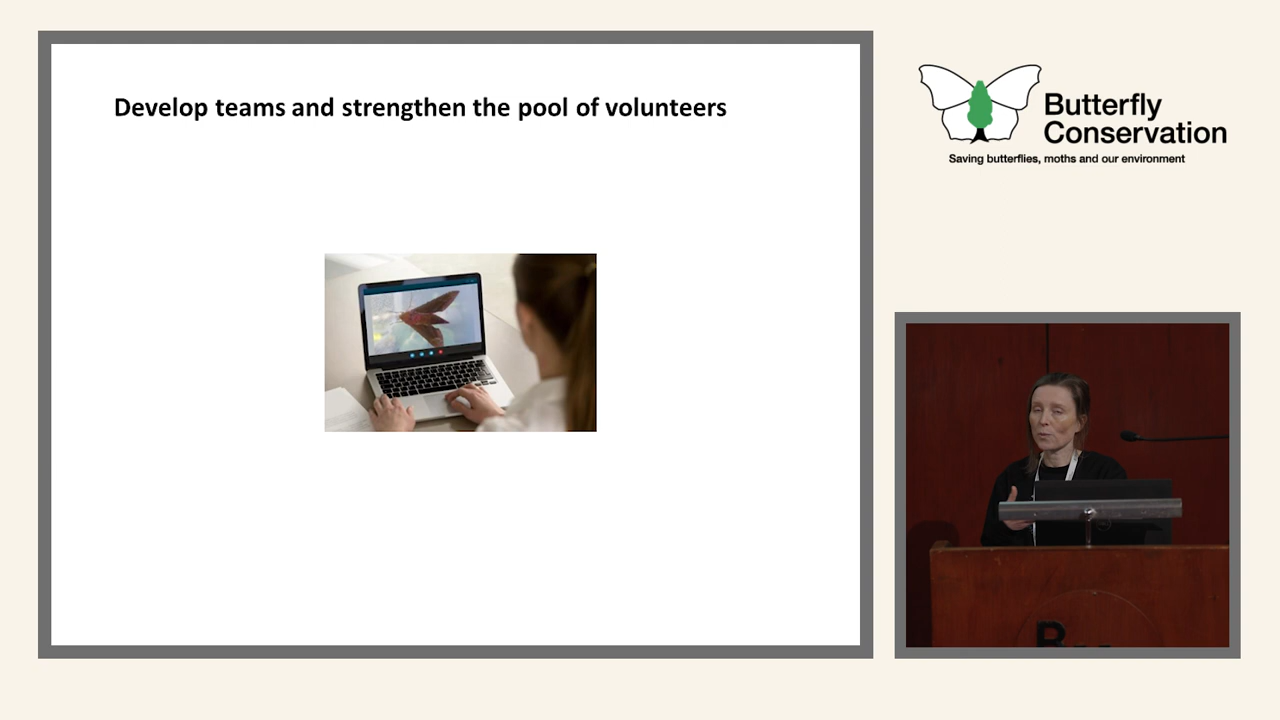 Develop teams and strengthen the pool of volunteers
Butterfly
Conservation
Saving butterflies, moths and our environment